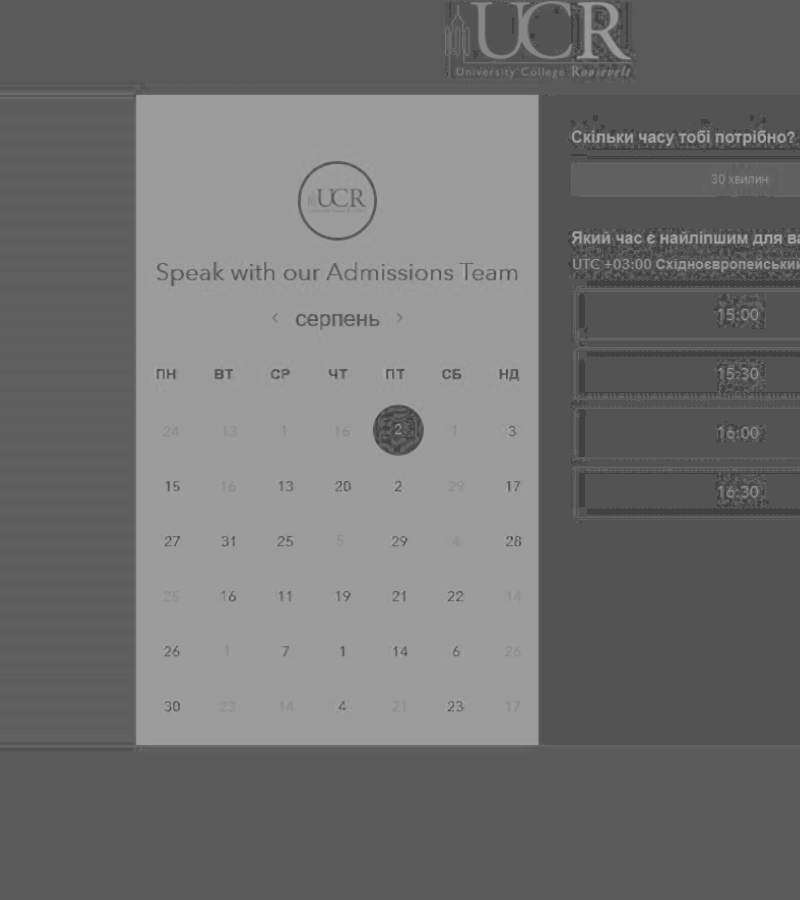 UCR
University College Roosevelt
UCR
Speak with our Admissions Team
< серпень >
ПН ВТ СР ЧТ ПТ СБ НД
24 13 1 16 2 1 3
15 16 13 20 2 29 17
27 31 25 5 29 4 28
25 16 11 19 21 22 14
26 1 7 1 14 6 26
30 23 14 4 21 23 17
Скільки часу тобі потрібно?
30 хвилин
Який час є найліпшим для ва
UTC +03:00 Східноєвропейський
15:00
15:30
16:00
16:30